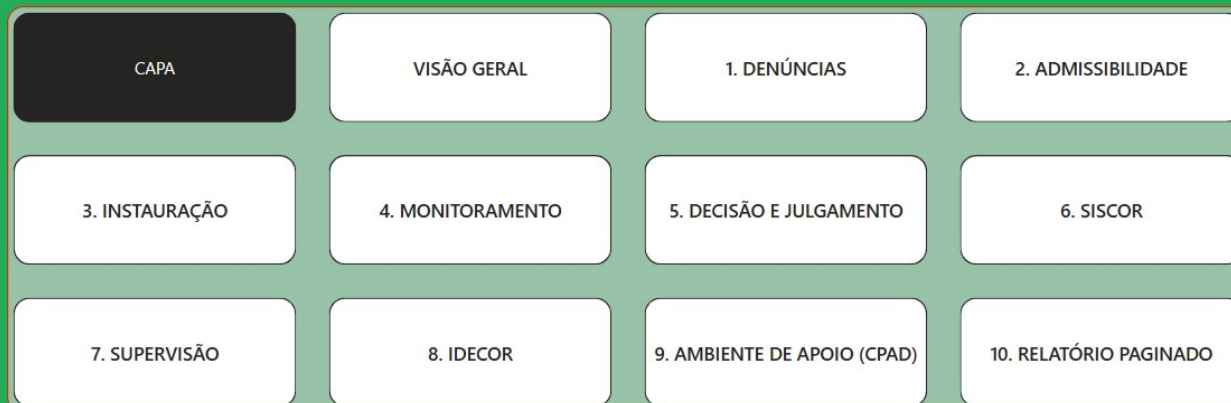 CAPA
VISÃO GERAL
1. DENÚNCIAS
2. ADMISSIBILIDADE
3. INSTAURAÇÃO
4. MONITORAMENTO
5. DECISÃO E JULGAMENTO
6. SISCOR
7. SUPERVISÃO
8. IDECOR
9. AMBIENTE DE APOIO (CPAD)
10. RELATÓRIO PAGINADO